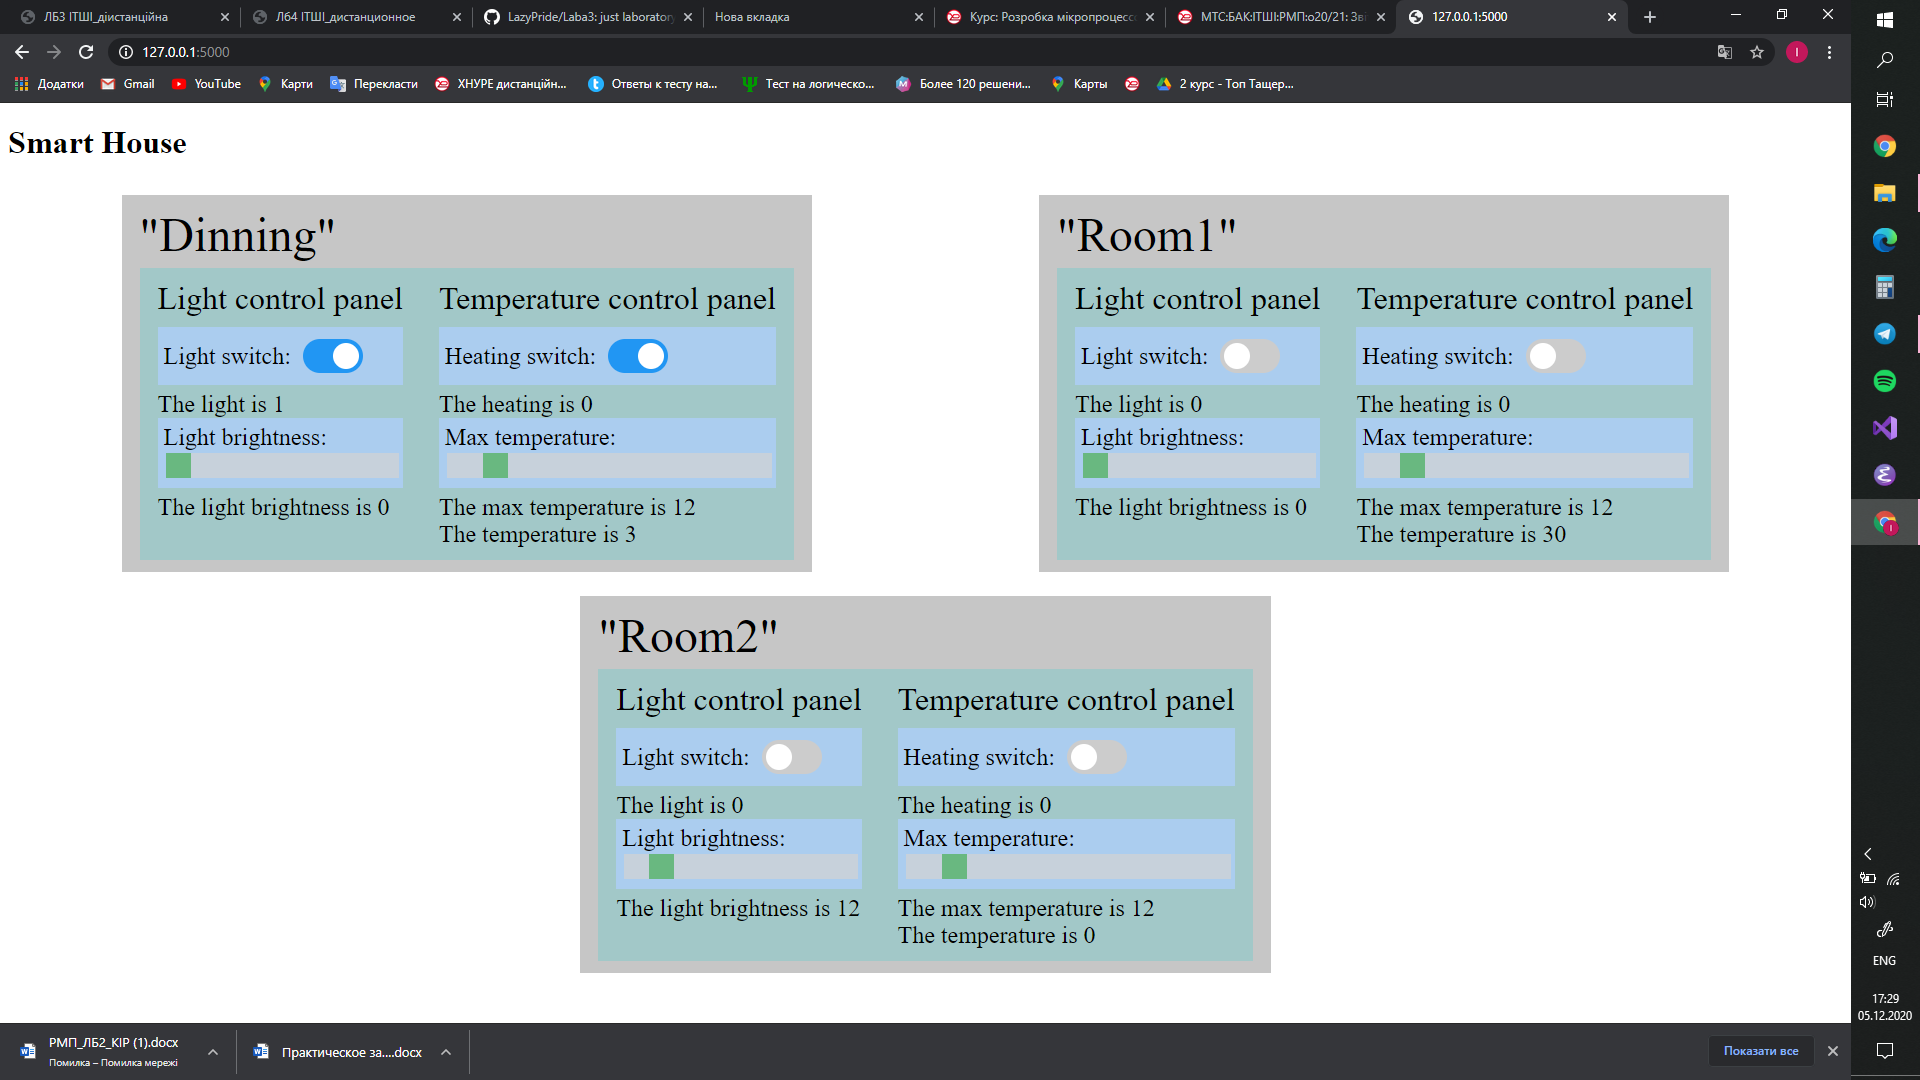 ЛБ3 ІТШІ_діистанційна
Лб4 ІТШІ_дистанционное
LazyPride/Laba3: just laborator
Нова вкладка
Курс: Розробка мікропроцесс
МТС:БАК:ІТШІ:РМП:о20/21: Зві
127.0.0.1:5000
127.0.0.1:5000
Додатки
Gmail
YouTube
Карти
Перекласти
ХНУРЕ дистанційн...
Ответы к тесту на...
Тест на логическо...
Более 120 решени...
Карты
2 курс - Топ Тащер...
Smart House
"Dinning"
Light control panel
Light switch:
The light is 1
Light brightness:
The light brightness is 0
Temperature control panel
Heating switch:
The heating is 0
Max temperature:
The max temperature is 12
The temperature is 3
"Room1"
Light control panel
Light switch:
The light is 0
Light brightness:
The light brightness is 0
Temperature control panel
Heating switch:
The heating is 0
Max temperature:
The max temperature is 12
The temperature is 30
"Room2"
Light control panel
Light switch:
The light is 0
Light brightness:
The light brightness is 12
Temperature control panel
Heating switch:
The heating is 0
Max temperature:
The max temperature is 12
The temperature is 0
РМП_ЛБ2_КІР (1).docx
Помилка – Помилка мережі
Практическое за....docx
Показати все
ENG
17:29
05.12.2020